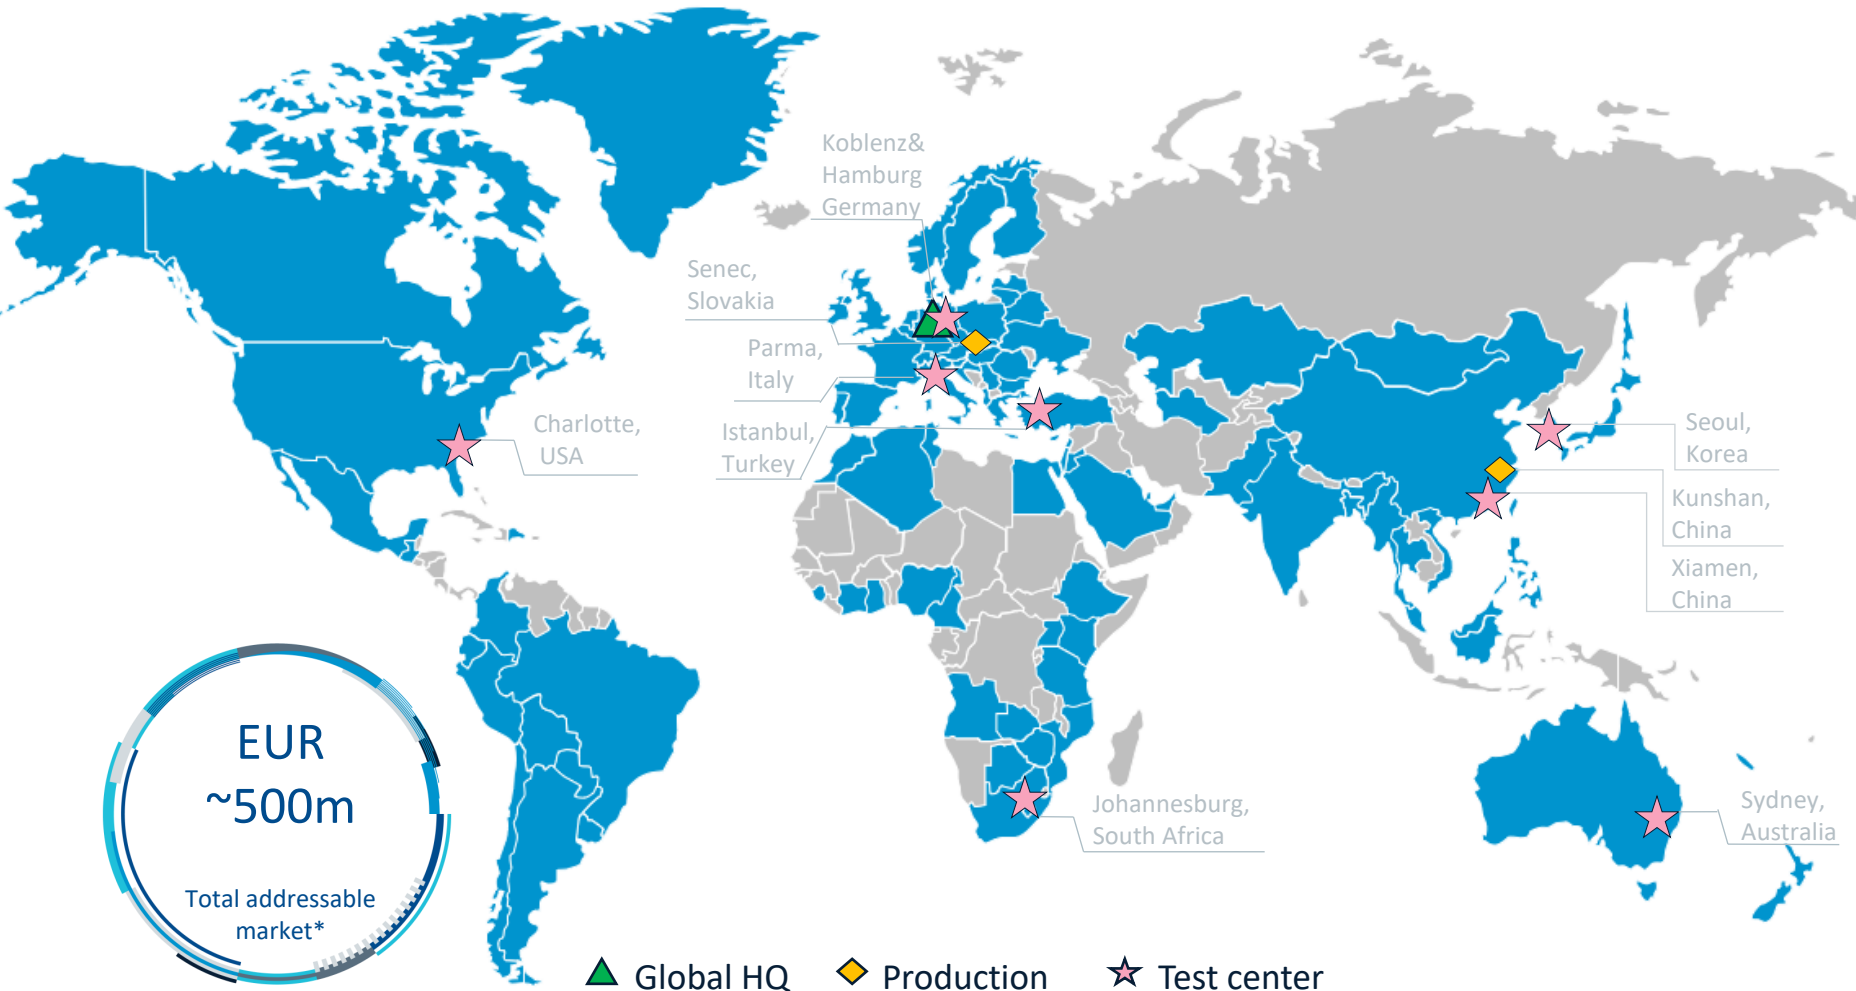 Koblenz&
Hamburg
Germany
Senec,
Slovakia
Parma,
Italy
Istanbul,
Turkey
Charlotte,
USA
Seoul,
Korea
Kunshan,
China
Xiamen,
China
Johannesburg,
South Africa
Sydney,
Australia
EUR
~500m
Total addressable
market*
Global HQ
Production
Test center